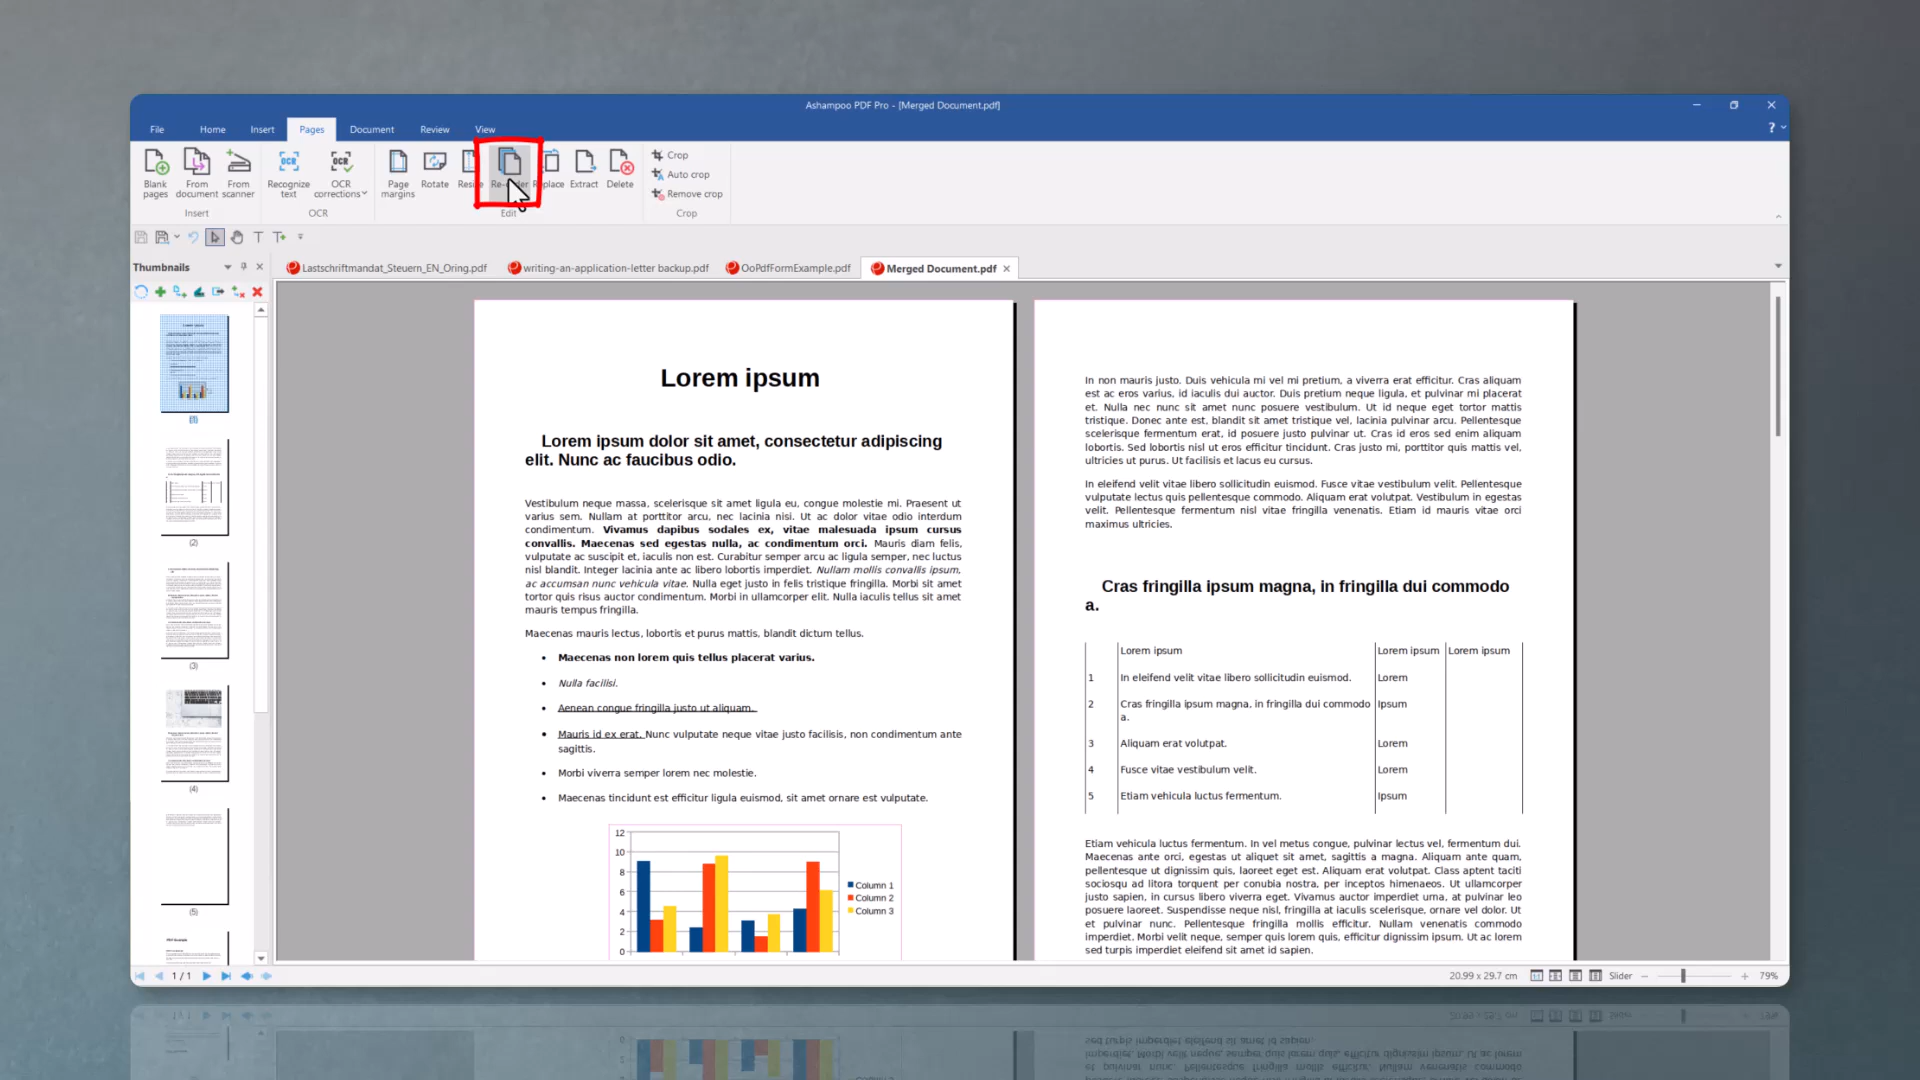 Ashampoo PDF Pro - [Merged Document.pdf]
File Home Insert Pages Document Review View
?
Blank pages
From document
From scanner
Insert
Recognize text
OCR corrections
OCR
Page margins
Rotate
Delete
Extract
Edit
Crop
Auto crop
Remove crop
Crop
Thumbnails
Lastschriftmandat_Steuern_EN_Oring.pdf
writing-an-application-letter backup.pdf
OoPdfFormExample.pdf
Merged Document.pdf
(1)
(2)
(3)
(4)
(5)
Lorem ipsum
Lorem ipsum dolor sit amet, consectetur adipiscing
elit. Nunc ac faucibus odio.
Vestibulum neque massa, scelerisque sit amet ligula eu, congue molestie mi. Praesent ut
varius sem. Nullam at porttitor arcu, nec lacinia nisi. Ut ac dolor vitae odio interdum
condimentum. Vivamus dapibus sodales ex, vitae malesuada ipsum cursus
convallis. Maecenas sed egestas nulla, ac condimentum orci. Mauris diam felis,
vulputate ac suscipit et, iaculis non est. Curabitur semper arcu ac ligula semper, nec luctus
nisl blandit. Integer lacinia ante ac libero lobortis imperdiet. Nullam mollis convallis ipsum,
ac accumsan nunc vehicula vitae. Nulla eget justo in felis tristique fringilla. Morbi sit amet
tortor quis risus auctor condimentum. Morbi in ullamcorper elit. Nulla iaculis tellus sit amet
mauris tempus fringilla.
Maecenas mauris lectus, lobortis et purus mattis, blandit dictum tellus.
• Maecenas non lorem quis tellus placerat varius.
• Nulla facilisi.
• Aenean congue fringilla justo ut aliquam.
• Mauris id ex erat. Nunc vulputate neque vitae justo facilisis, non condimentum ante
sagittis.
• Morbi viverra semper lorem nec molestie.
• Maecenas tincidunt est efficitur ligula euismod, sit amet ornare est vulputate.
12
10
8
6
4
2
0
Column 1
Column 2
Column 3
In non mauris justo. Duis vehicula mi vel mi pretium, a viverra erat efficitur. Cras aliquam
est ac eros varius, id iaculis dui auctor. Duis pretium neque ligula, et pulvinar mi placerat
et. Nulla nec nunc sit amet nunc posuere vestibulum. Ut id neque eget tortor mattis
tristique. Donec ante est, blandit sit amet tristique vel, lacinia pulvinar arcu. Pellentesque
scelerisque fermentum erat, id posuere justo pulvinar ut. Cras id eros sed enim aliquam
lobortis. Sed lobortis nisl ut eros efficitur tincidunt. Cras justo mi, porttitor quis mattis vel,
ultricies ut purus. Ut facilisis et lacus eu cursus.
In eleifend velit vitae libero sollicitudin euismod. Fusce vitae vestibulum velit. Pellentesque
vulputate lectus quis pellentesque commodo. Aliquam erat volutpat. Vestibulum in egestas
velit. Pellentesque fermentum nisl vitae fringilla venenatis. Etiam id mauris vitae orci
maximus ultricies.
Cras fringilla ipsum magna, in fringilla dui commodo
a.
Lorem ipsum Lorem ipsum Lorem ipsum
1 In eleifend velit vitae libero sollicitudin euismod. Lorem
2 Cras fringilla ipsum magna, in fringilla dui commodo Ipsum
a.
3 Aliquam erat volutpat. Lorem
4 Fusce vitae vestibulum velit. Lorem
5 Etiam vehicula luctus fermentum. Ipsum
Etiam vehicula luctus fermentum. In vel metus congue, pulvinar lectus vel, fermentum dui.
Maecenas ante orci, egestas ut aliquet sit amet, sagittis a magna. Aliquam ante quam,
pellentesque ut dignissim quis, laoreet eget est. Aliquam erat volutpat. Class aptent taciti
sociosqu ad litora torquent per conubia nostra, per inceptos himenaeos. Ut ullamcorper
justo sapien, in cursus libero viverra eget. Vivamus auctor imperdiet urna, at pulvinar leo
posuere laoreet. Suspendisse neque nisl, fringilla at iaculis scelerisque, ornare vel dolor. Ut
et pulvinar nunc. Pellentesque fringilla mollis efficitur. Nullam venenatis commodo
imperdiet. Morbi velit neque, semper quis lorem quis, efficitur dignissim ipsum. Ut ac lorem
sed turpis imperdiet eleifend sit amet id sapien.
1 / 1
20.99 x 29.7 cm
Slider
79%